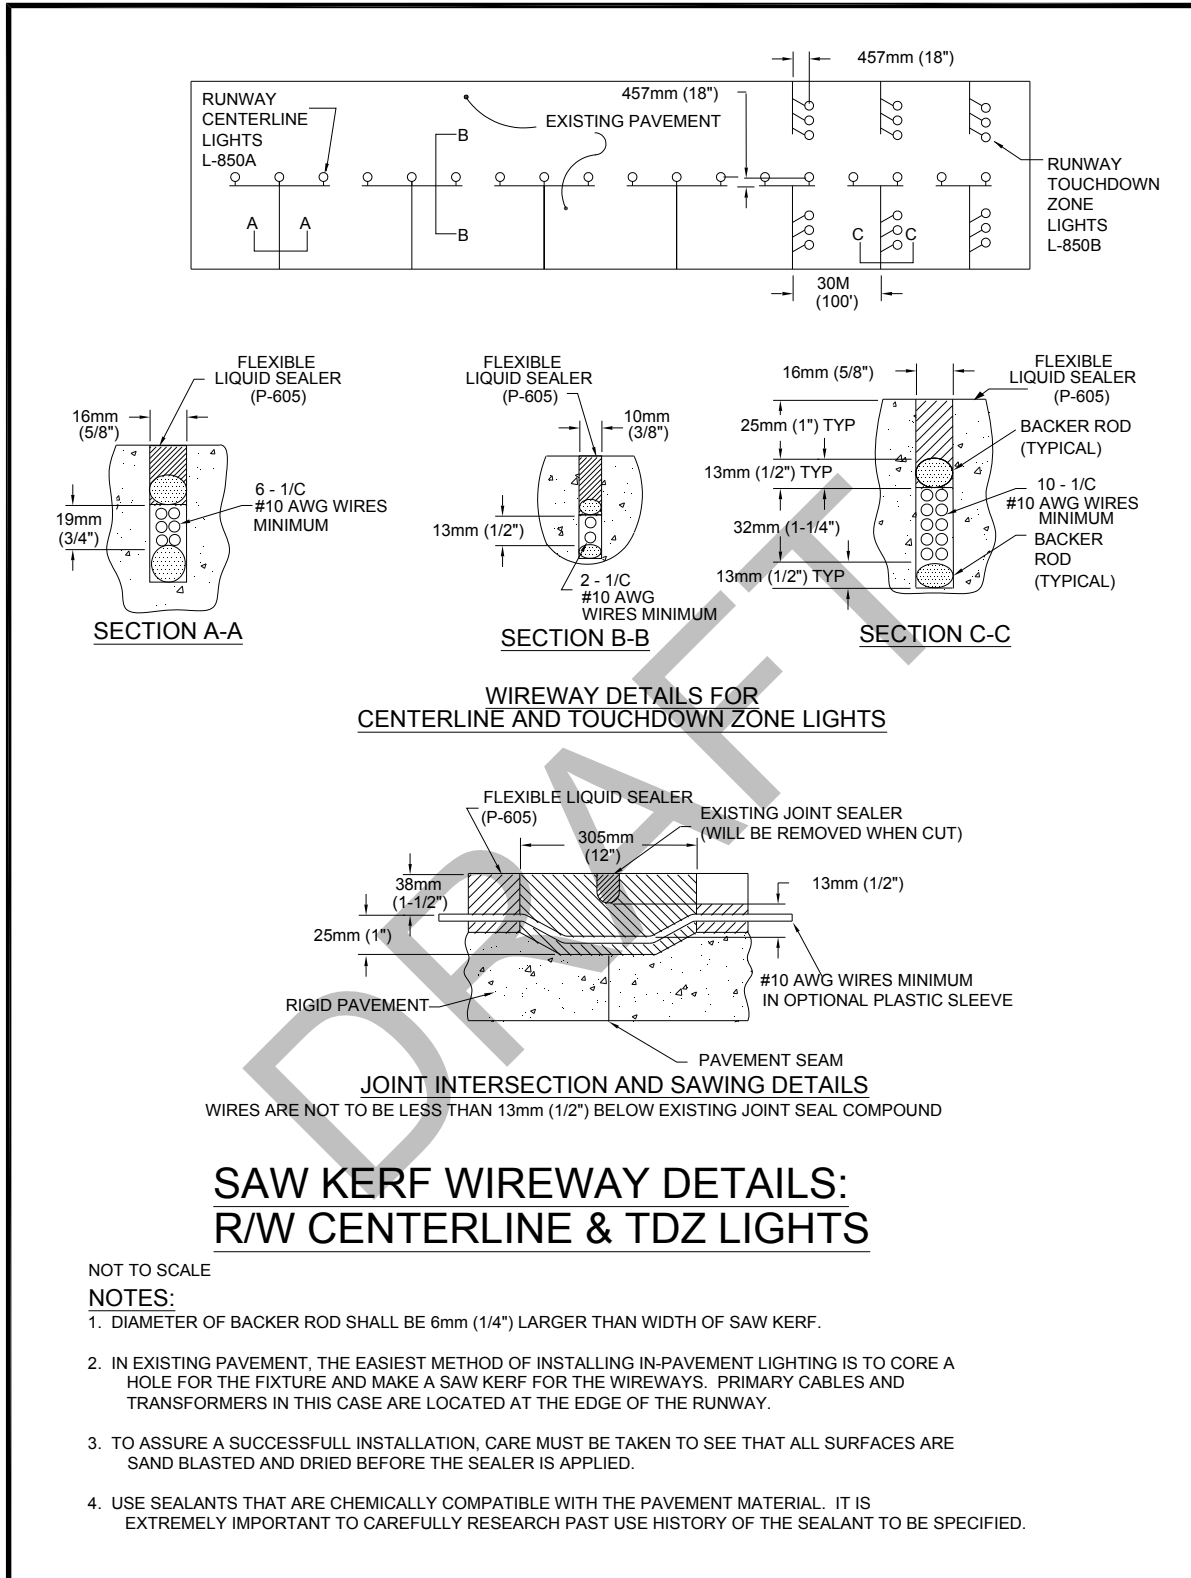 457mm (18")
RUNWAY
CENTERLINE
LIGHTS
L-850A
457mm (18")
EXISTING PAVEMENT
B
B
A
A
C
C
RUNWAY
TOUCHDOWN
ZONE
LIGHTS
L-850B
30M
(100')
FLEXIBLE
LIQUID SEALER
(P-605)
16mm
(5/8")
19mm
(3/4")
6 - 1/C
#10 AWG WIRES
MINIMUM
SECTION A-A
FLEXIBLE
LIQUID SEALER
(P-605)
10mm
(3/8")
13mm (1/2")
2 - 1/C
#10 AWG
WIRES MINIMUM
SECTION B-B
16mm (5/8")
FLEXIBLE
LIQUID SEALER
(P-605)
25mm (1") TYP
BACKER ROD
(TYPICAL)
13mm (1/2") TYP
10 - 1/C
#10 AWG WIRES
MINIMUM
32mm (1-1/4")
BACKER
ROD
(TYPICAL)
13mm (1/2") TYP
SECTION C-C
WIREWAY DETAILS FOR
CENTERLINE AND TOUCHDOWN ZONE LIGHTS
FLEXIBLE LIQUID SEALER
(P-605)
EXISTING JOINT SEALER
(WILL BE REMOVED WHEN CUT)
305mm
(12")
38mm
(1-1/2")
13mm (1/2")
25mm (1")
#10 AWG WIRES MINIMUM
IN OPTIONAL PLASTIC SLEEVE
RIGID PAVEMENT
PAVEMENT SEAM
JOINT INTERSECTION AND SAWING DETAILS
WIRES ARE NOT TO BE LESS THAN 13mm (1/2") BELOW EXISTING JOINT SEAL COMPOUND
DRAFT
SAW KERF WIREWAY DETAILS:
R/W CENTERLINE & TDZ LIGHTS
NOT TO SCALE
NOTES:
1. DIAMETER OF BACKER ROD SHALL BE 6mm (1/4") LARGER THAN WIDTH OF SAW KERF.
2. IN EXISTING PAVEMENT, THE EASIEST METHOD OF INSTALLING IN-PAVEMENT LIGHTING IS TO CORE A
HOLE FOR THE FIXTURE AND MAKE A SAW KERF FOR THE WIREWAYS. PRIMARY CABLES AND
TRANSFORMERS IN THIS CASE ARE LOCATED AT THE EDGE OF THE RUNWAY.
3. TO ASSURE A SUCCESSFULL INSTALLATION, CARE MUST BE TAKEN TO SEE THAT ALL SURFACES ARE
SAND BLASTED AND DRIED BEFORE THE SEALER IS APPLIED.
4. USE SEALANTS THAT ARE CHEMICALLY COMPATIBLE WITH THE PAVEMENT MATERIAL. IT IS
EXTREMELY IMPORTANT TO CAREFULLY RESEARCH PAST USE HISTORY OF THE SEALANT TO BE SPECIFIED.